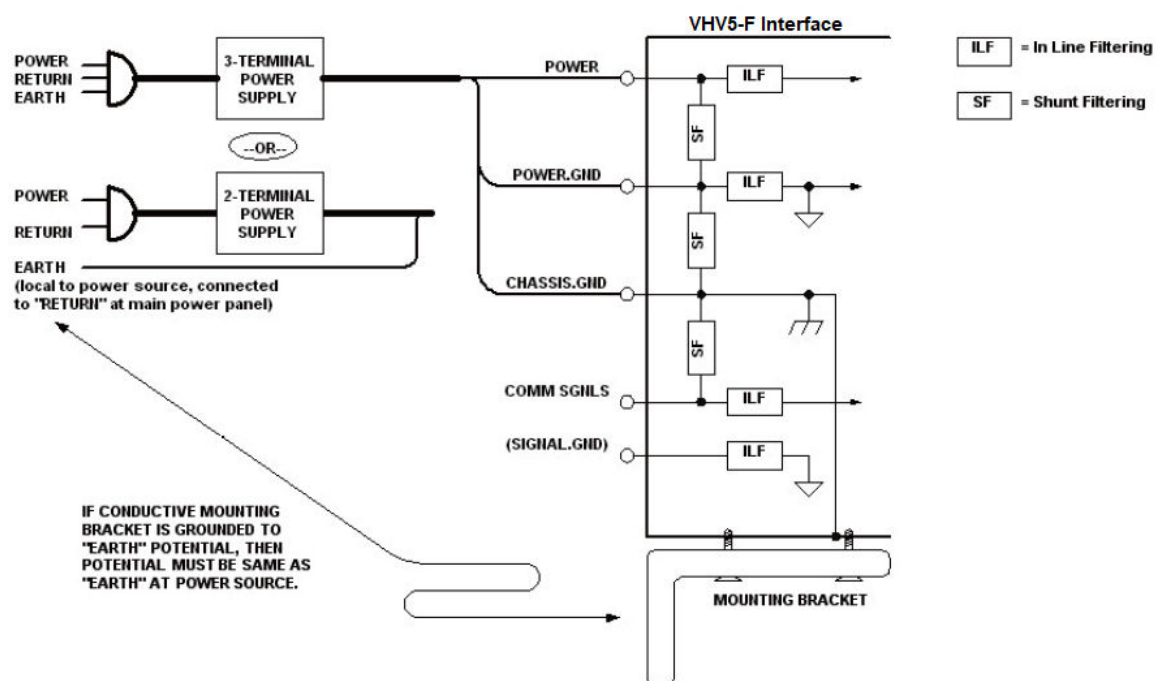 VHV5-F Interface
POWER
RETURN
EARTH
3-TERMINAL
POWER
SUPPLY
--OR--
POWER
RETURN
2-TERMINAL
POWER
SUPPLY
EARTH
(local to power source, connected
to "RETURN" at main power panel)
POWER
POWER.GND
CHASSIS.GND
COMM SGNLS
(SIGNAL.GND)
ILF
SF
ILF
SF
SF
ILF
ILF
ILF
= In Line Filtering
SF
= Shunt Filtering
IF CONDUCTIVE MOUNTING
BRACKET IS GROUNDED TO
"EARTH" POTENTIAL, THEN
POTENTIAL MUST BE SAME AS
"EARTH" AT POWER SOURCE.
MOUNTING BRACKET